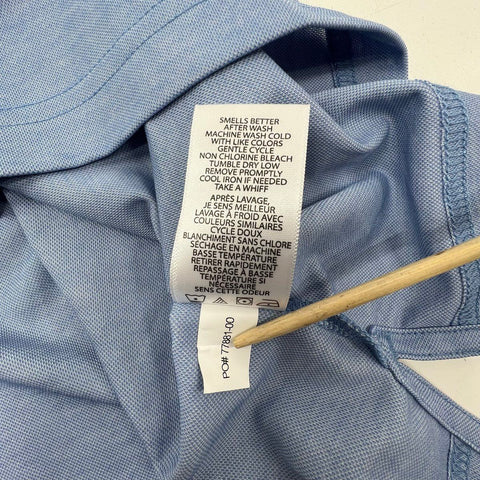 SMELLS BETTER
AFTER WASH
MACHINE WASH COLD
WITH LIKE COLORS
GENTLE CYCLE
NON CHLORINE BLEACH
TUMBLE DRY LOW
REMOVE PROMPTLY
COOL IRON IF NEEDED
TAKE A WHIFF
APRÈS LAVAGE,
JE SENS MEILLEUR
LAVAGE À FROID AVEC
COULEURS SIMILAIRES
CYCLE DOUX
BLANCHIMENT SANS CHLORE
SÉCHAGE EN MACHINE
BASSE TEMPÉRATURE
RETIRER RAPIDEMENT
REPASSAGE À BASSE
TEMPÉRATURE SI
NÉCESSAIRE
SENS CETTE ODEUR
PO# 77881-00